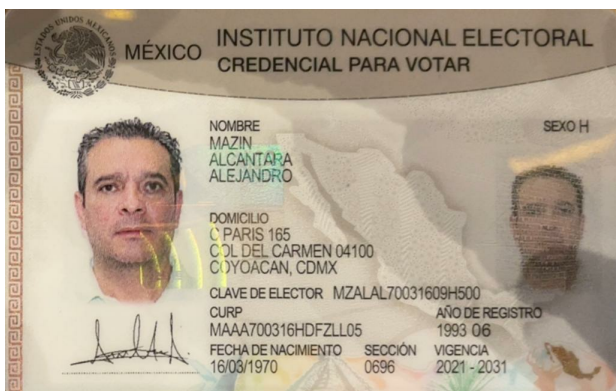 ESTADOS UNIDOS MEXICANOS
MÉXICO
INSTITUTO NACIONAL ELECTORAL
CREDENCIAL PARA VOTAR
NOMBRE
SEXO H
MAZIN
ALCANTARA
ALEJANDRO
DOMICILIO
C PARIS 165
COL DEL CARMEN 04100
COYOACAN, CDMX
CLAVE DE ELECTOR MZALAL70031609H500
CURP AÑO DE REGISTRO
MAAA700316HDFZLL05 1993 06
FECHA DE NACIMIENTO SECCIÓN VIGENCIA
16/03/1970 0696 2021 - 2031